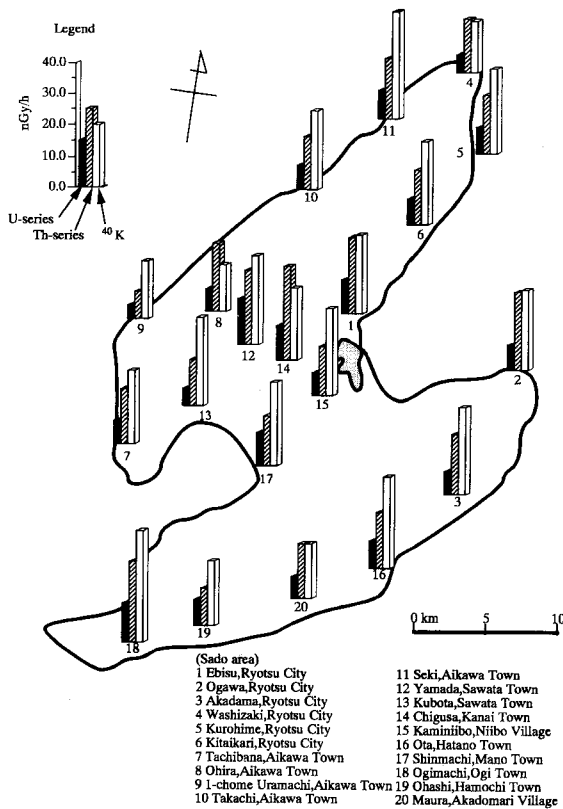 Legend
40.0
30.0
20.0
10.0
0.0
nGy/h
U-series
Th-series
40 K
4
11
5
10
6
9
8
12
14
1
15
2
13
7
17
3
16
18
19
20
0 km 5 10
(Sado area)
1 Ebisu,Ryotsu City
2 Ogawa,Ryotsu City
3 Akadama,Ryotsu City
4 Washizaki,Ryotsu City
5 Kurohime,Ryotsu City
6 Kitaikari,Ryotsu City
7 Tachibana,Aikawa Town
8 Ohira,Aikawa Town
9 1-chome Uramachi,Aikawa Town
10 Takachi,Aikawa Town
11 Seki,Aikawa Town
12 Yamada,Sawata Town
13 Kubota,Sawata Town
14 Chigusa,Kanai Town
15 Kaminiibo,Niibo Village
16 Ota,Hatano Town
17 Shinmachi,Mano Town
18 Ogimachi,Ogi Town
19 Ohashi,Hamochi Town
20 Maura,Akadomari Village